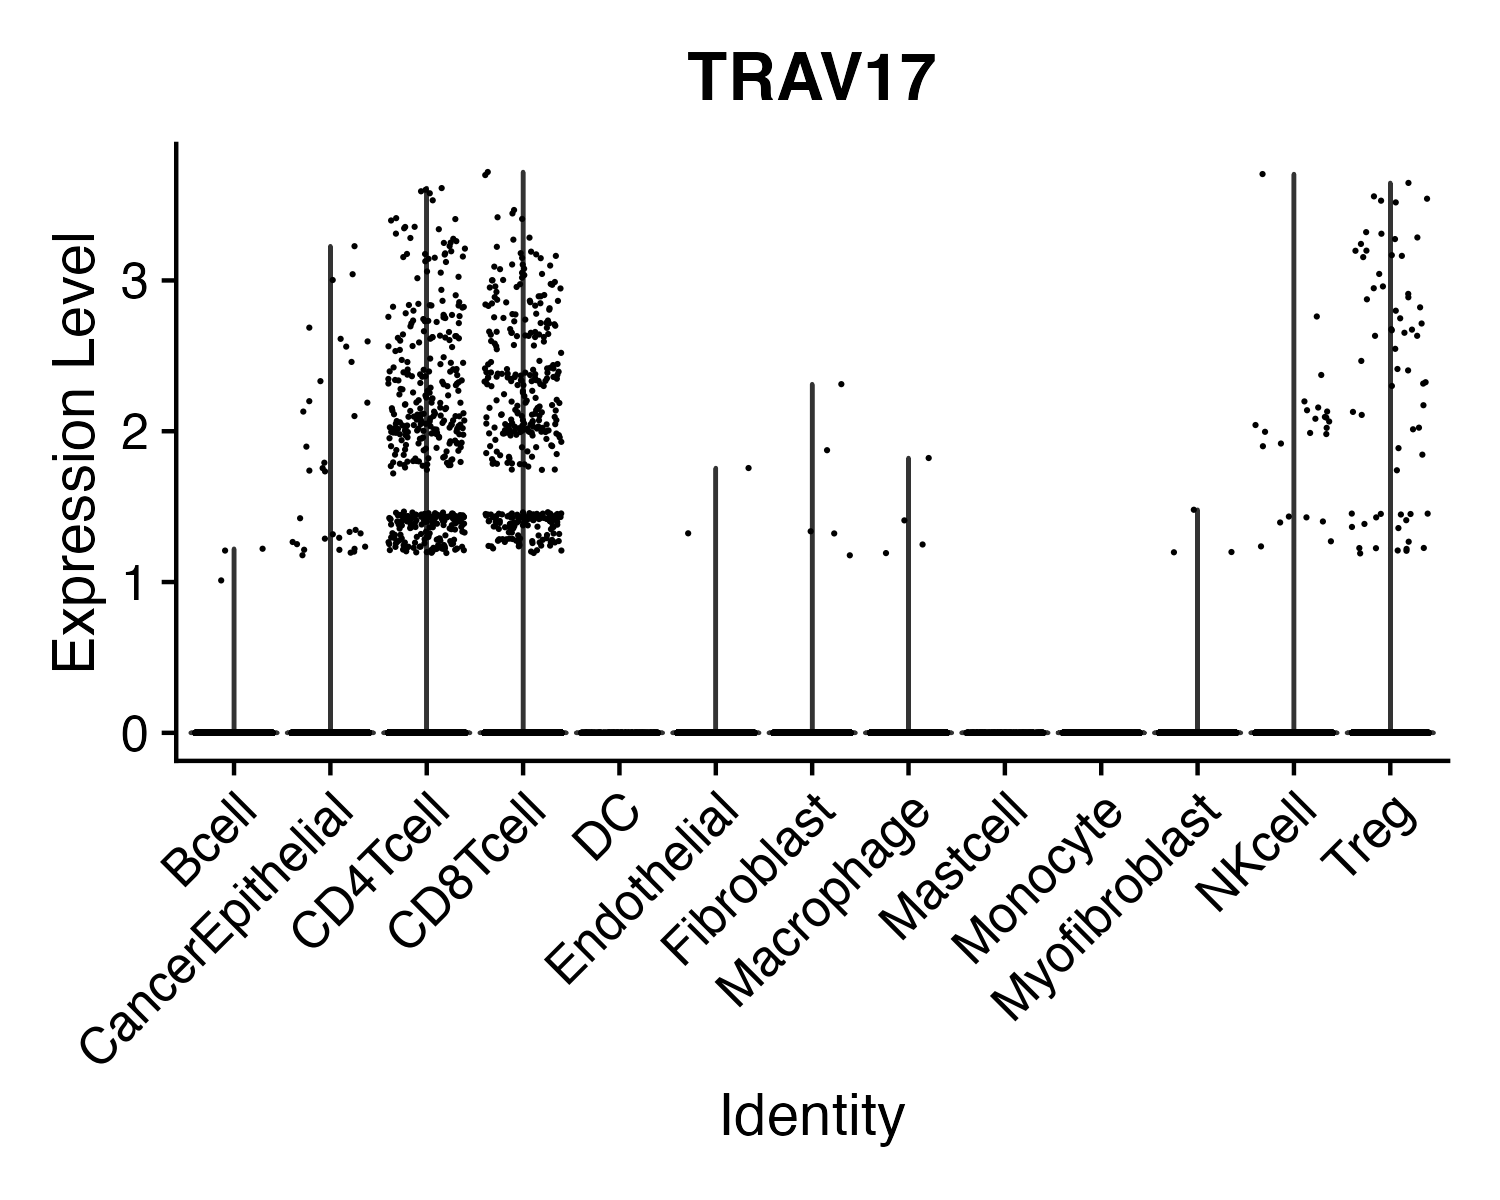 TRAV17
Expression Level
3
2
1
0
Bcell
CancerEpithelial
CD4Tcell
CD8Tcell
DC
Endothelial
Fibroblast
Macrophage
Mastcell
Monocyte
Myofibroblast
NKcell
Treg
Identity